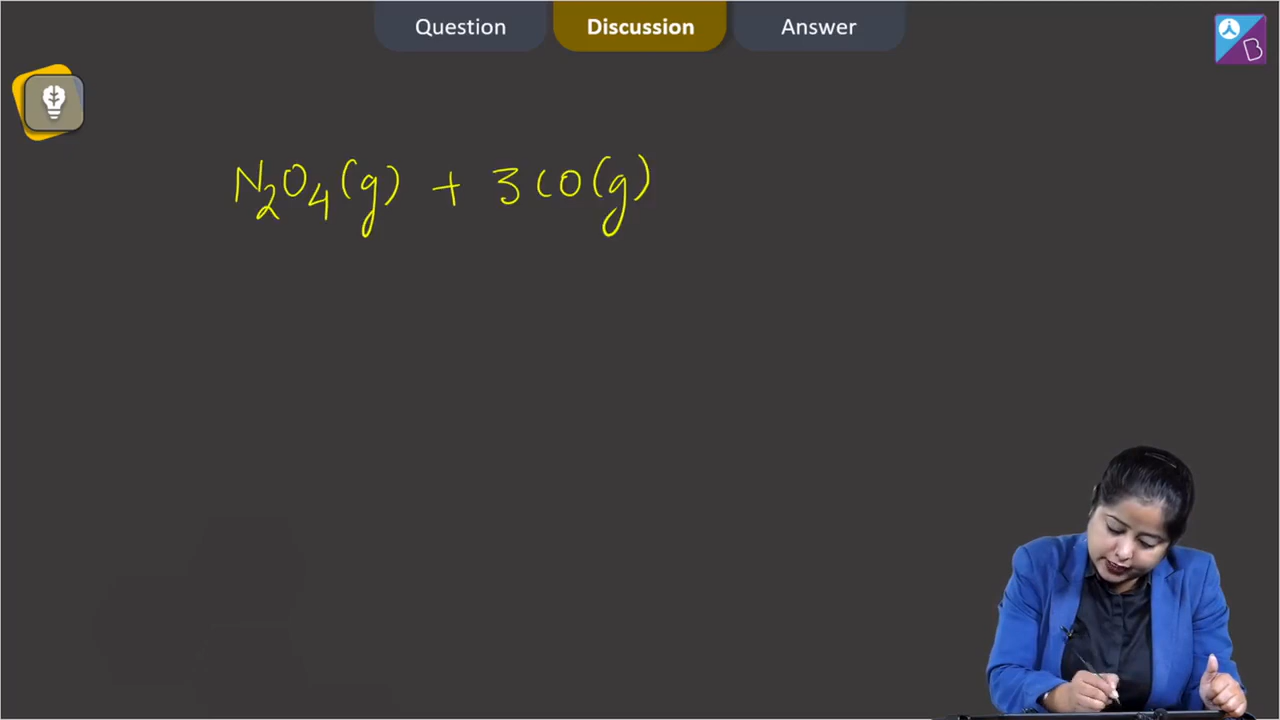 Question Discussion Answer
N₂O₄(g) + 3CO(g)